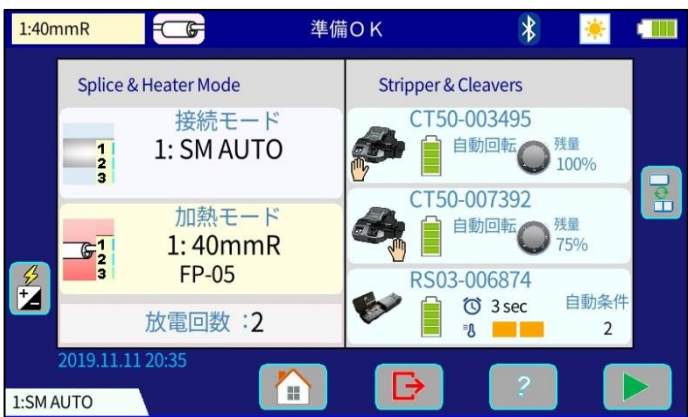 1:40mmR
準備OK
Splice & Heater Mode
Stripper & Cleavers
接続モード
1: SM AUTO
1
2
3
加熱モード
1: 40mmR
FP-05
1
2
3
放電回数 :2
CT50-003495
自動回転
残量
100%
CT50-007392
自動回転
残量
75%
RS03-006874
3 sec
自動条件
2
2019.11.11 20:35
1:SM AUTO
?